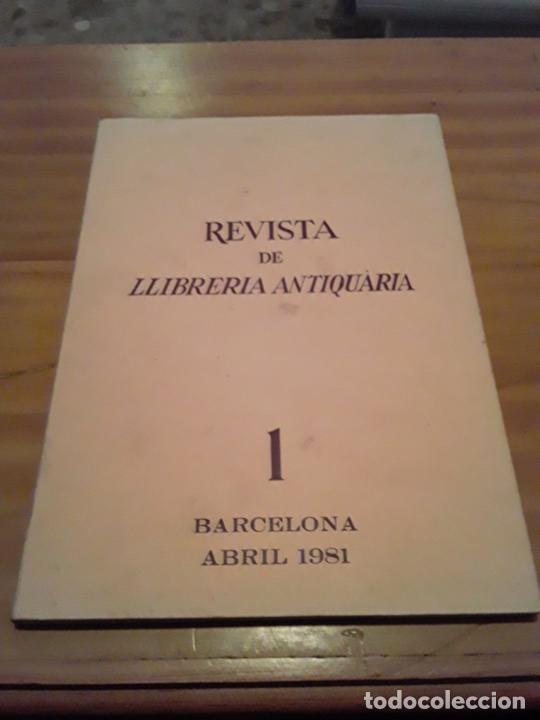 REVISTA
DE
LLIBRERIA ANTIQUÀRIA
1
BARCELONA
ABRIL 1981
todocoleccion